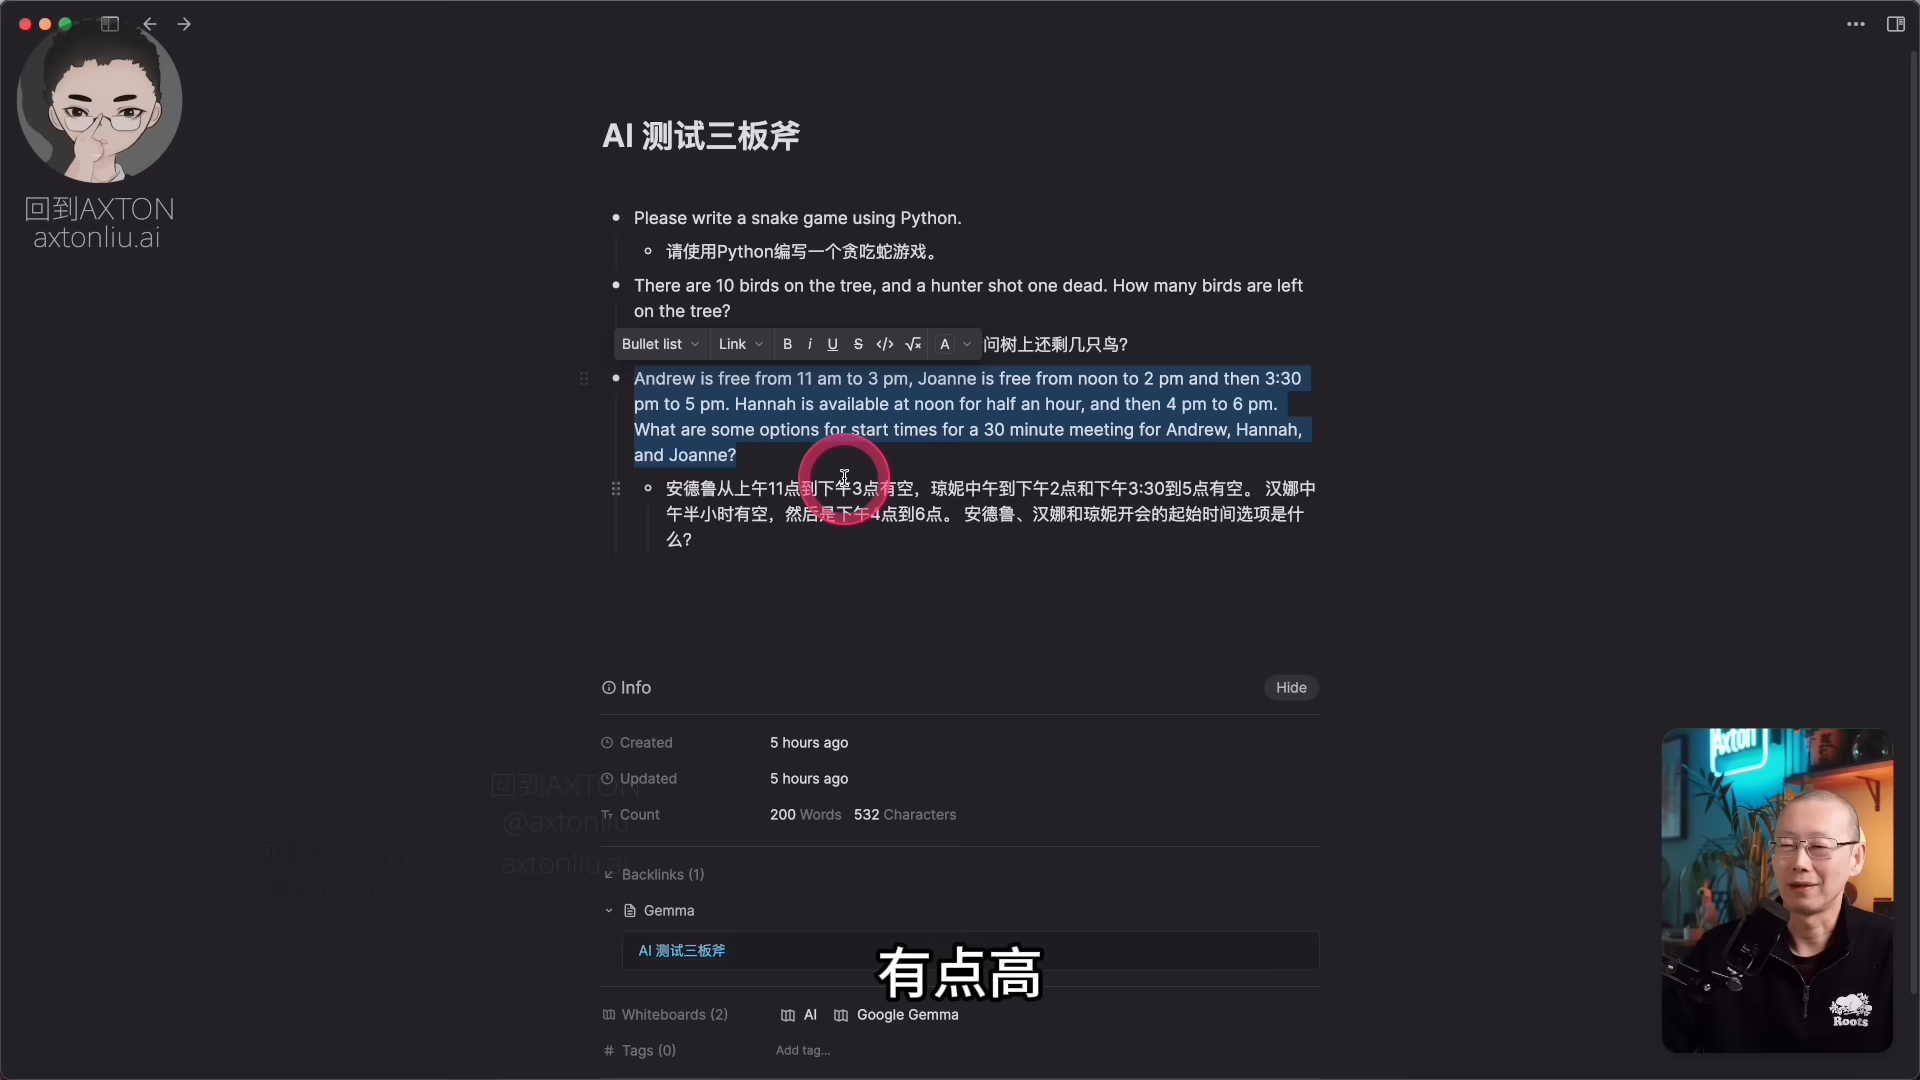 回到AXTON
axtonliu.ai
AI 测试三板斧
Please write a snake game using Python.
请使用Python编写一个贪吃蛇游戏。
There are 10 birds on the tree, and a hunter shot one dead. How many birds are left
on the tree?
Bullet list Link B i U S </> √x A
问树上还剩几只鸟?
Andrew is free from 11 am to 3 pm, Joanne is free from noon to 2 pm and then 3:30
pm to 5 pm. Hannah is available at noon for half an hour, and then 4 pm to 6 pm.
What are some options for start times for a 30 minute meeting for Andrew, Hannah,
and Joanne?
安德鲁从上午11点到下午3点有空，琼妮中午到下午2点和下午3:30到5点有空。 汉娜中
午半小时有空，然后是下午4点到6点。 安德鲁、汉娜和琼妮开会的起始时间选项是什
么?
Info Hide
Created 5 hours ago
Updated 5 hours ago
回到AXTON
Count 200 Words 532 Characters
@axtonliu
axtonliu.ai
Backlinks (1)
Gemma
AI 测试三板斧
有点高
Whiteboards (2) AI Google Gemma
# Tags (0) Add tag...
Axton
Roots